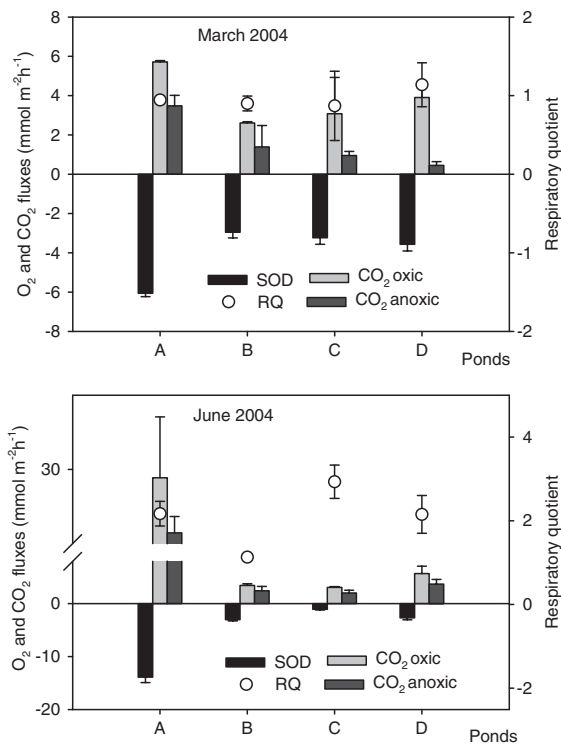 March 2004
O₂ and CO₂ fluxes (mmol m⁻²h⁻¹)
8
6
4
2
0
-2
-4
-6
-8
2
1
0
-1
-2
Respiratory quotient
SOD
CO₂ oxic
RQ
CO₂ anoxic
A B C D Ponds
June 2004
O₂ and CO₂ fluxes (mmol m⁻²h⁻¹)
30
0
-10
-20
4
2
0
-2
Respiratory quotient
SOD
CO₂ oxic
RQ
CO₂ anoxic
A B C D Ponds